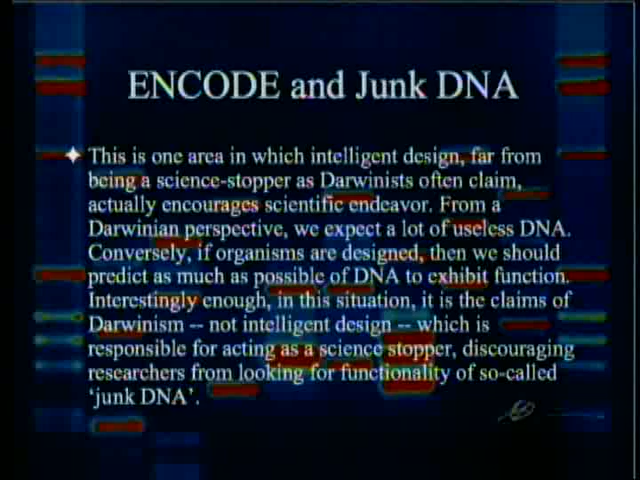 ENCODE and Junk DNA
This is one area in which intelligent design, far from
being a science-stopper as Darwinists often claim,
actually encourages scientific endeavor. From a
Darwinian perspective, we expect a lot of useless DNA.
Conversely, if organisms are designed, then we should
predict as much as possible of DNA to exhibit function.
Interestingly enough, in this situation, it is the claims of
Darwinism -- not intelligent design -- which is
responsible for acting as a science stopper, discouraging
researchers from looking for functionality of so-called
'junk DNA'.